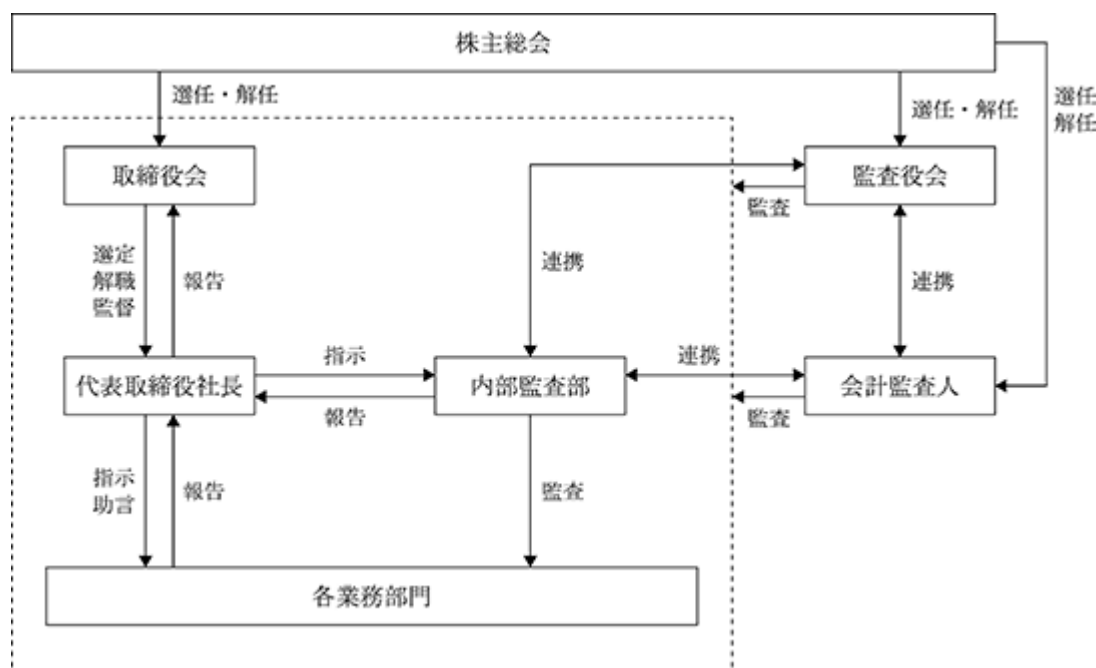 株主総会
選任・解任
選任・解任
選任
解任
取締役会
監査役会
監査
選定
解職
監督
報告
連携
連携
代表取締役社長
指示
報告
内部監査部
連携
監査
会計監査人
指示
助言
報告
監査
各業務部門